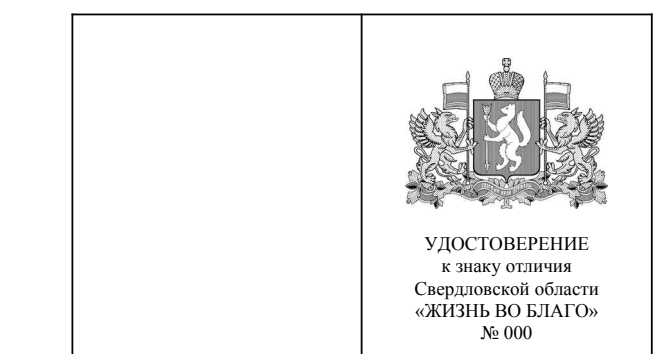 УДОСТОВЕРЕНИЕ
к знаку отличия
Свердловской области
«ЖИЗНЬ ВО БЛАГО»
№ 000